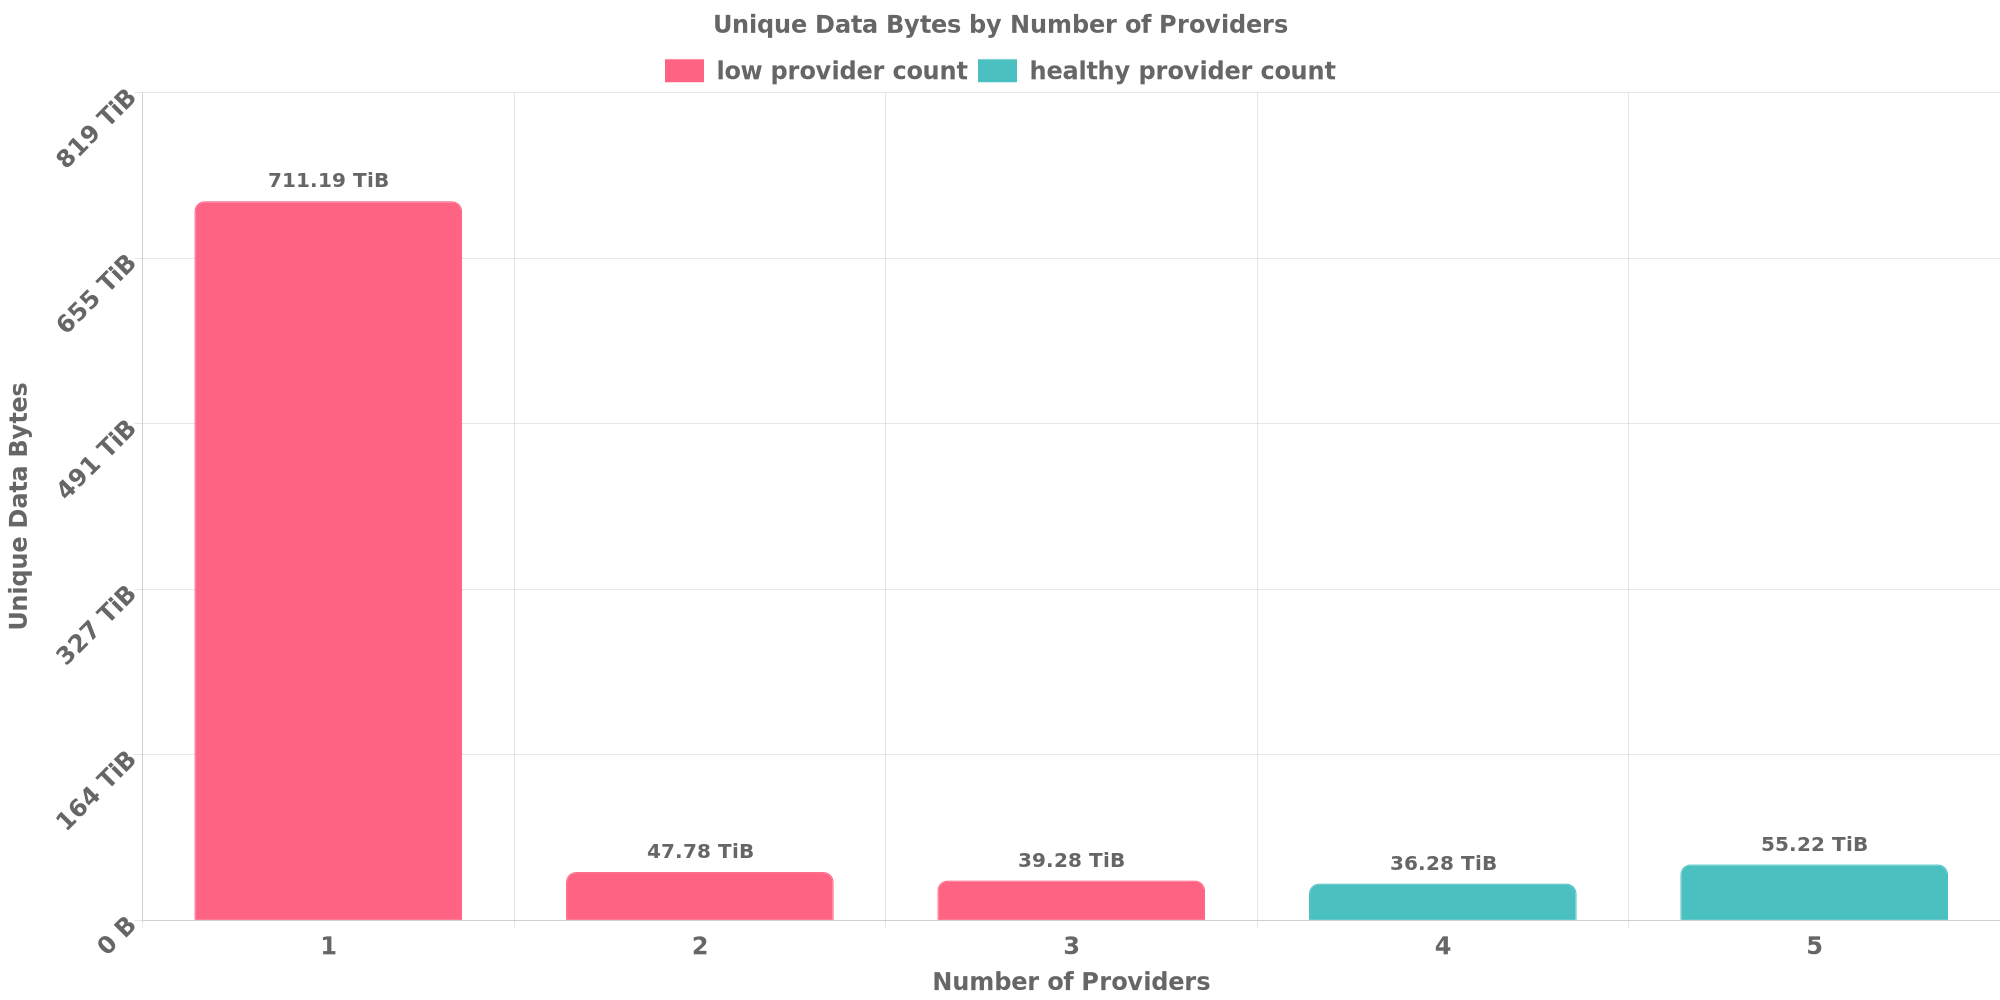 Unique Data Bytes by Number of Providers
low provider count healthy provider count
819 TiB
655 TiB
491 TiB
327 TiB
164 TiB
0 B
Unique Data Bytes
711.19 TiB
47.78 TiB
39.28 TiB
36.28 TiB
55.22 TiB
1 2 3 4 5
Number of Providers